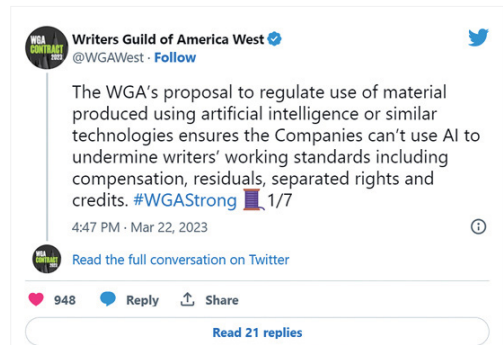 WGA
CONTRACT
2023
Writers Guild of America West
@WGAWest · Follow
The WGA’s proposal to regulate use of material
produced using artificial intelligence or similar
technologies ensures the Companies can’t use AI to
undermine writers’ working standards including
compensation, residuals, separated rights and
credits. #WGAStrong 🧵 1/7
4:47 PM · Mar 22, 2023
WGA
CONTRACT
Read the full conversation on Twitter
948 Reply Share
Read 21 replies